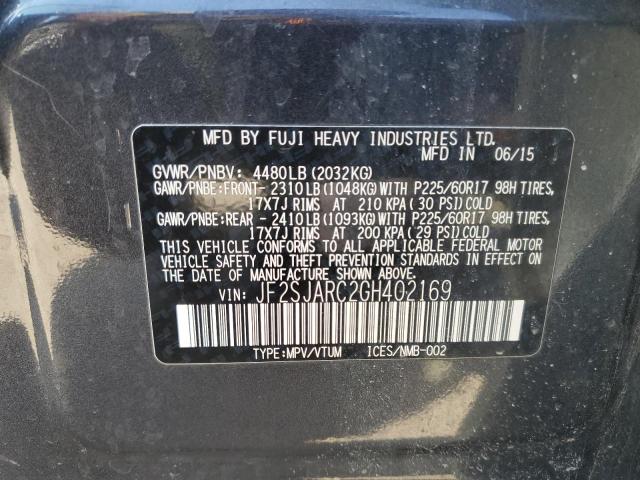 MFD BY FUJI HEAVY INDUSTRIES LTD.
MFD IN 06/15
GVWR/PNBV: 4480LB(2032KG)
GAWR/PNBE:FRONT- 2310LB(1048KG)WITH P225/60R17 98H TIRES,
17X7J RIMS AT 210 KPA(30 PSI)COLD
GAWR/PNBE:REAR - 2410LB(1093KG)WITH P225/60R17 98H TIRES,
17X7J RIMS AT 200 KPA(29 PSI)COLD
THIS VEHICLE CONFORMS TO ALL APPLICABLE FEDERAL MOTOR
VEHICLE SAFETY AND THEFT PREVENTION STANDARDS IN EFFECT
ON THE DATE OF MANUFACTURE SHOWN ABOVE.
VIN: JF2SJARC2GH402169
TYPE:MPV/VTUM ICES/NMB-002